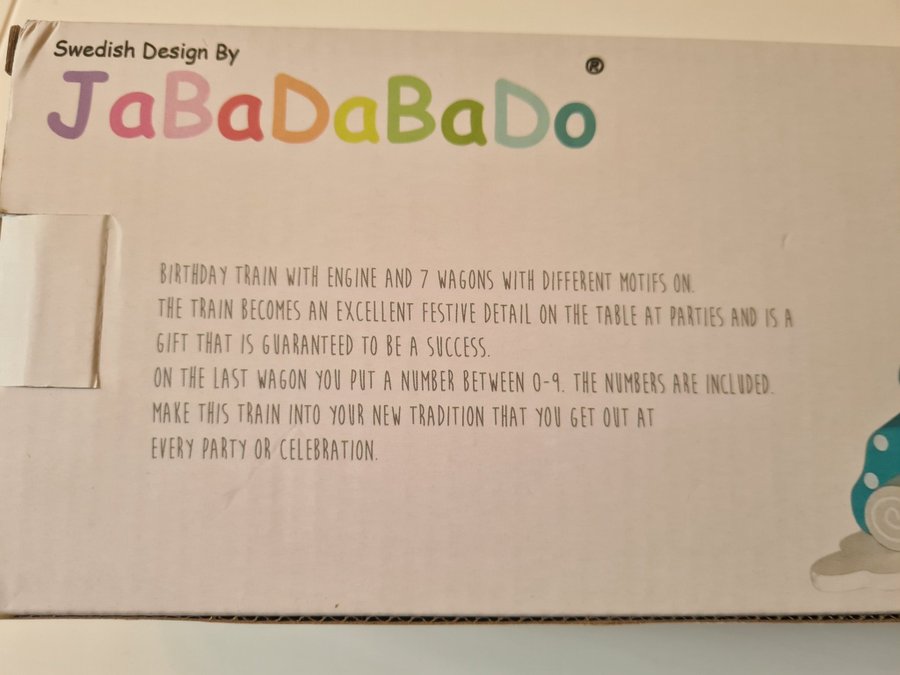 Swedish Design By
JaBaDaBaDo®
BIRTHDAY TRAIN WITH ENGINE AND 7 WAGONS WITH DIFFERENT MOTIFS ON.
THE TRAIN BECOMES AN EXCELLENT FESTIVE DETAIL ON THE TABLE AT PARTIES AND IS A
GIFT THAT IS GUARANTEED TO BE A SUCCESS.
ON THE LAST WAGON YOU PUT A NUMBER BETWEEN 0-9. THE NUMBERS ARE INCLUDED.
MAKE THIS TRAIN INTO YOUR NEW TRADITION THAT YOU GET OUT AT
EVERY PARTY OR CELEBRATION.